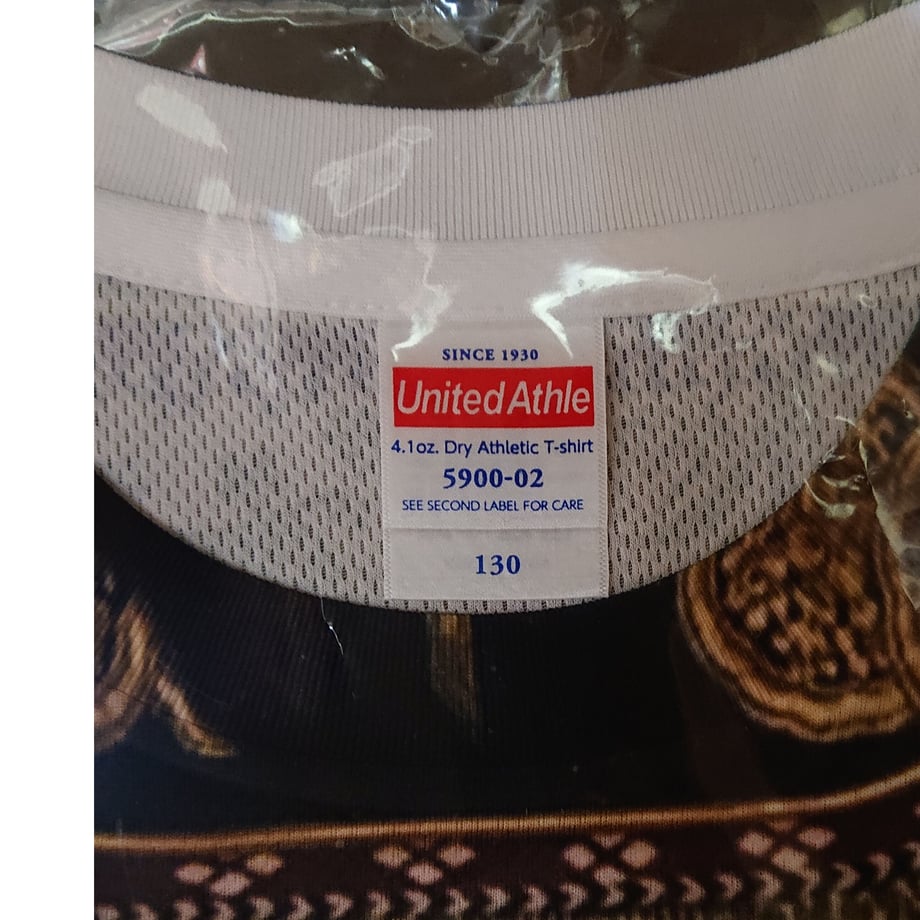 SINCE 1930
United Athle
4.1oz. Dry Athletic T-shirt
5900-02
SEE SECOND LABEL FOR CARE
130